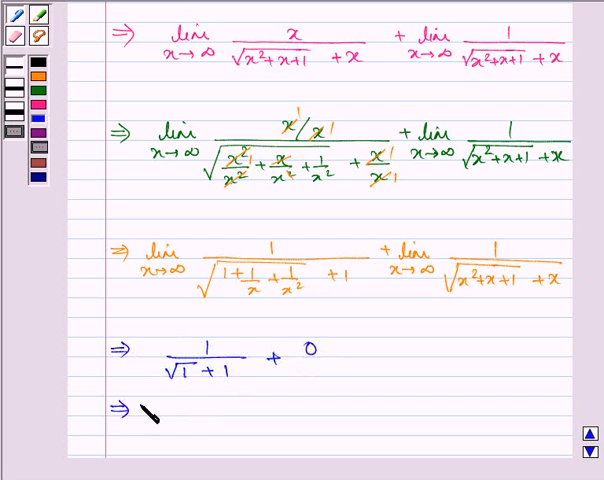 ⇒ lim x→∞ x / (√(x²+x+1) + x) + lim x→∞ 1 / (√(x²+x+1) + x)
⇒ lim x→∞ (x/x) / (√(x²/x² + x/x² + 1/x²) + x/x) + lim x→∞ 1 / (√(x²+x+1) + x)
⇒ lim x→∞ 1 / (√(1 + 1/x + 1/x²) + 1) + lim x→∞ 1 / (√(x²+x+1) + x)
⇒ 1 / (√1 + 1) + 0
⇒